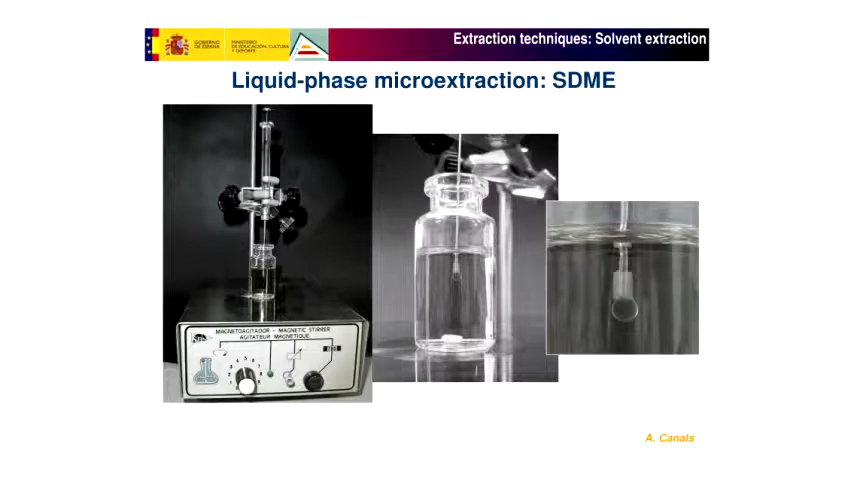 GOBIERNO
DE ESPAÑA
MINISTERIO
DE EDUCACIÓN, CULTURA
Y DEPORTE
Extraction techniques: Solvent extraction
Liquid-phase microextraction: SDME
MAGNETOAGITADOR - MAGNETIC STIRRER
AGITATEUR MAGNETIQUE
A. Canals